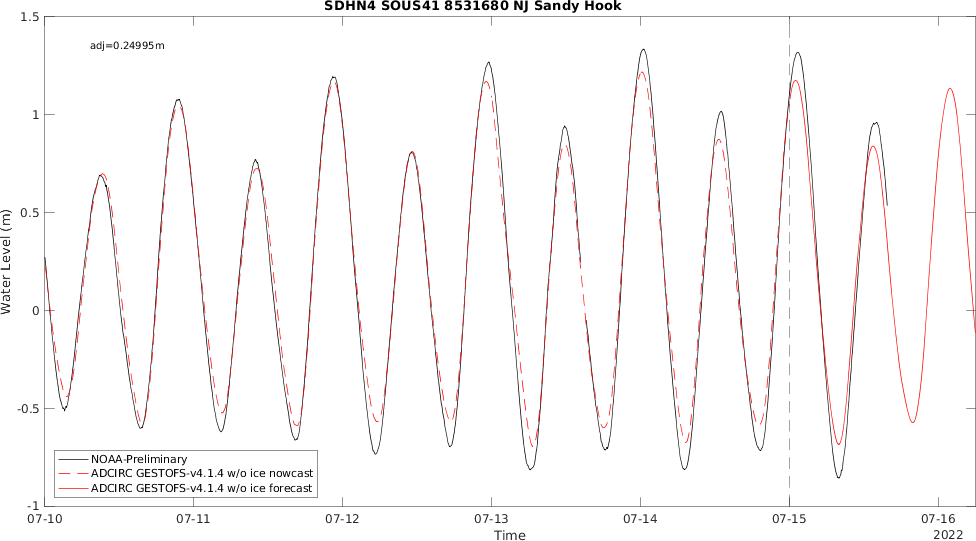 SDHN4 SOUS41 8531680 NJ Sandy Hook
adj=0.24995m
1.5
1
0.5
0
-0.5
-1
Water Level (m)
NOAA-Preliminary
ADCIRC GESTOFS-v4.1.4 w/o ice nowcast
ADCIRC GESTOFS-v4.1.4 w/o ice forecast
07-10 07-11 07-12 07-13 07-14 07-15 07-16
Time
2022